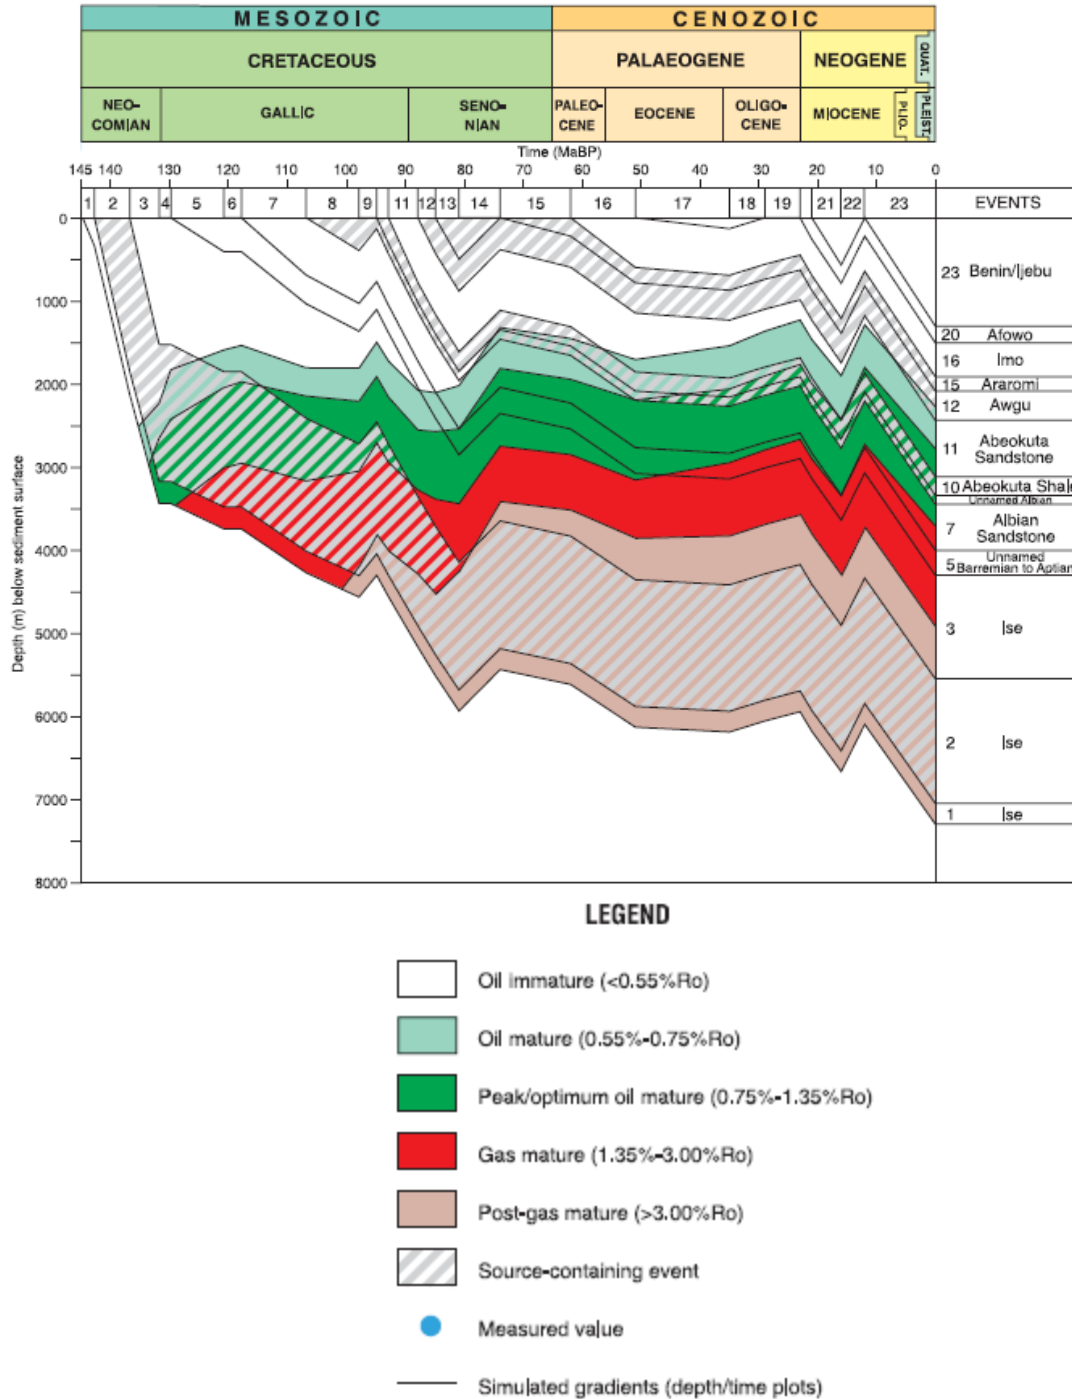 MESOZOIC CENOZOIC
CRETACEOUS PALAEOGENE NEOGENE QUAT.
NEO- GALLIC SENO- PALEO- EOCENE OLIGO- MIOCENE PLIO. PLEIST.
COMIAN NIAN CENE CENE
Time (MaBP)
145 140 130 120 110 100 90 80 70 60 50 40 30 20 10 0
1 2 3 4 5 6 7 8 9 11 12 13 14 15 16 17 18 19 21 22 23 EVENTS
0
23 Benin/Ijebu
1000
20 Afowo
16 Imo
2000
15 Araromi
12 Awgu
11 Abeokuta
Sandstone
3000
10 Abeokuta Shale
Unnamed Albian
7 Albian
Sandstone
4000
5 Unnamed
Barremian to Aptian
3 Ise
5000
6000
2 Ise
7000
1 Ise
8000
Depth (m) below sediment surface
LEGEND
Oil immature (<0.55%Ro)
Oil mature (0.55%-0.75%Ro)
Peak/optimum oil mature (0.75%-1.35%Ro)
Gas mature (1.35%-3.00%Ro)
Post-gas mature (>3.00%Ro)
Source-containing event
Measured value
Simulated gradients (depth/time plots)